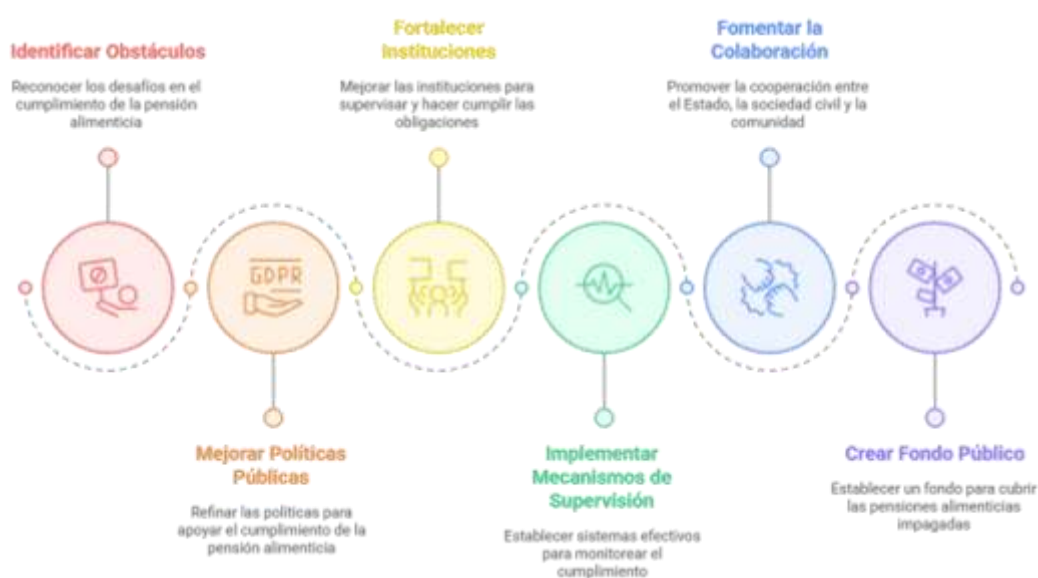 Identificar Obstáculos
Reconocer los desafíos en el
cumplimiento de la pensión
alimenticia
GDPR
Mejorar Políticas
Públicas
Refinar las políticas para
apoyar el cumplimiento de la
pensión alimenticia
Fortalecer
Instituciones
Mejorar las instituciones para
supervisar y hacer cumplir las
obligaciones
Implementar
Mecanismos de
Supervisión
Establecer sistemas efectivos
para monitorear el
cumplimiento
Fomentar la
Colaboración
Promover la cooperación entre
el Estado, la sociedad civil y la
comunidad
Crear Fondo Público
Establecer un fondo para cubrir
las pensiones alimenticias
impagadas